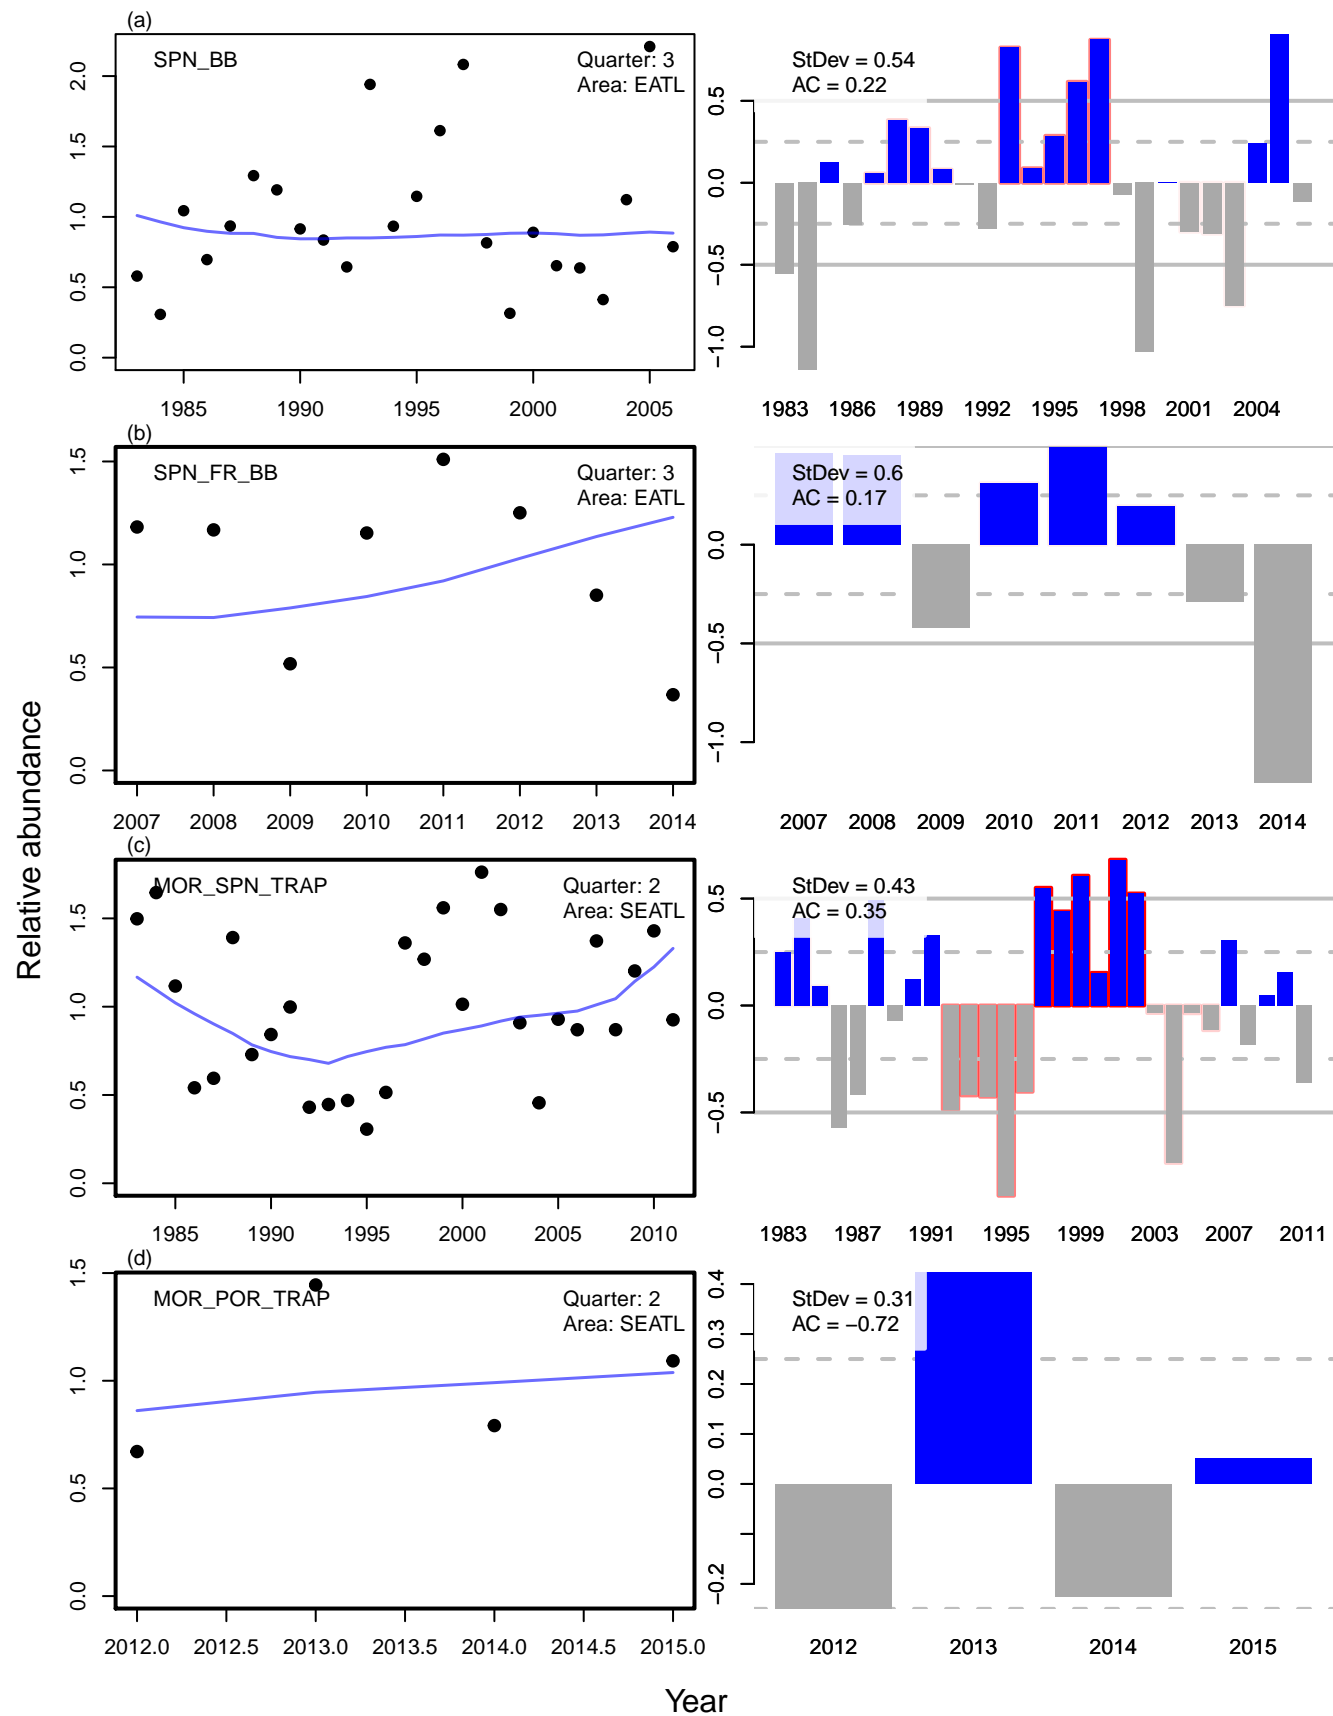 (a)
SPN_BB
Quarter: 3
Area: EATL
0.0 0.5 1.0 1.5 2.0
1985 1990 1995 2000 2005
StDev = 0.54
AC = 0.22
−1.0 −0.5 0.0 0.5
1983 1986 1989 1992 1995 1998 2001 2004
(b)
SPN_FR_BB
Quarter: 3
Area: EATL
0.0 0.5 1.0 1.5
2007 2008 2009 2010 2011 2012 2013 2014
StDev = 0.6
AC = 0.17
−1.0 −0.5 0.0
2007 2008 2009 2010 2011 2012 2013 2014
(c)
MOR_SPN_TRAP
Quarter: 2
Area: SEATL
0.0 0.5 1.0 1.5
1985 1990 1995 2000 2005 2010
StDev = 0.43
AC = 0.35
−0.5 0.0 0.5
1983 1987 1991 1995 1999 2003 2007 2011
(d)
MOR_POR_TRAP
Quarter: 2
Area: SEATL
0.0 0.5 1.0 1.5
2012.0 2012.5 2013.0 2013.5 2014.0 2014.5 2015.0
StDev = 0.31
AC = −0.72
−0.2 0.0 0.1 0.2 0.3 0.4
2012 2013 2014 2015
Relative abundance
Year